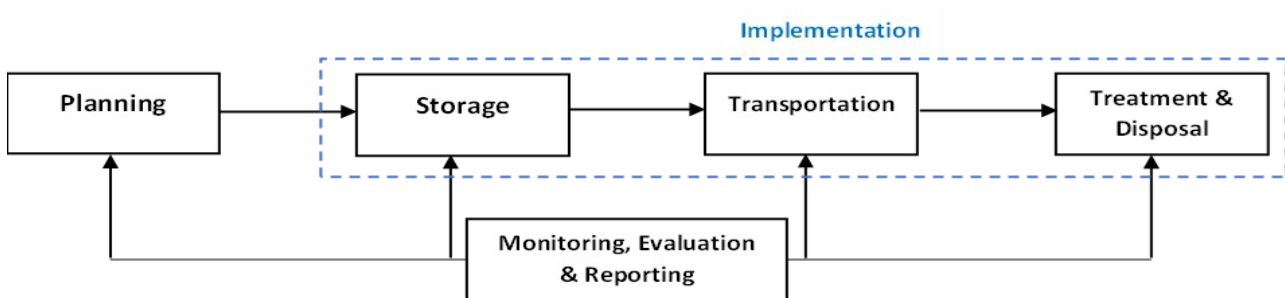 Implementation
Planning
Storage
Transportation
Treatment &
Disposal
Monitoring, Evaluation
& Reporting